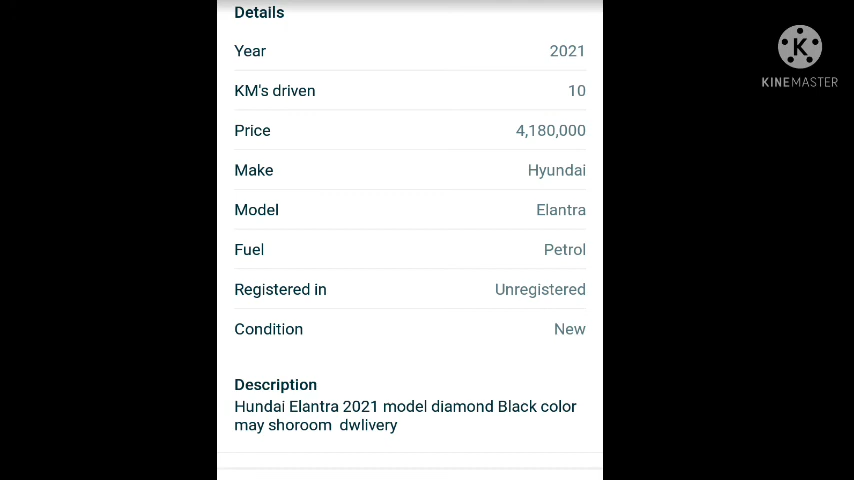 Details
Year 2021
KM's driven 10
Price 4,180,000
Make Hyundai
Model Elantra
Fuel Petrol
Registered in Unregistered
Condition New
Description
Hundai Elantra 2021 model diamond Black color
may shoroom dwlivery
K
KINEMASTER